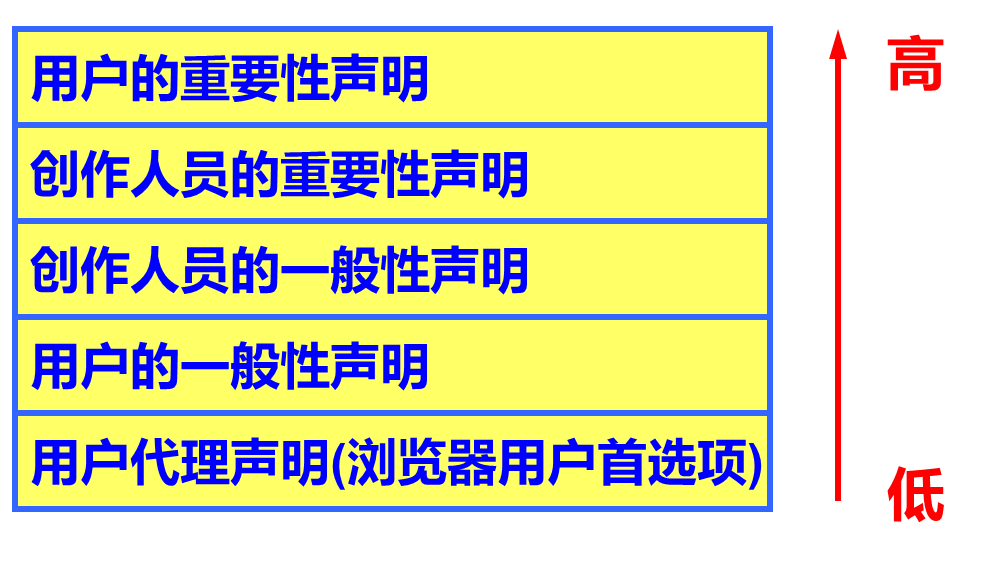 用户的重要性声明
创作人员的重要性声明
创作人员的一般性声明
用户的一般性声明
用户代理声明(浏览器用户首选项)
高
低